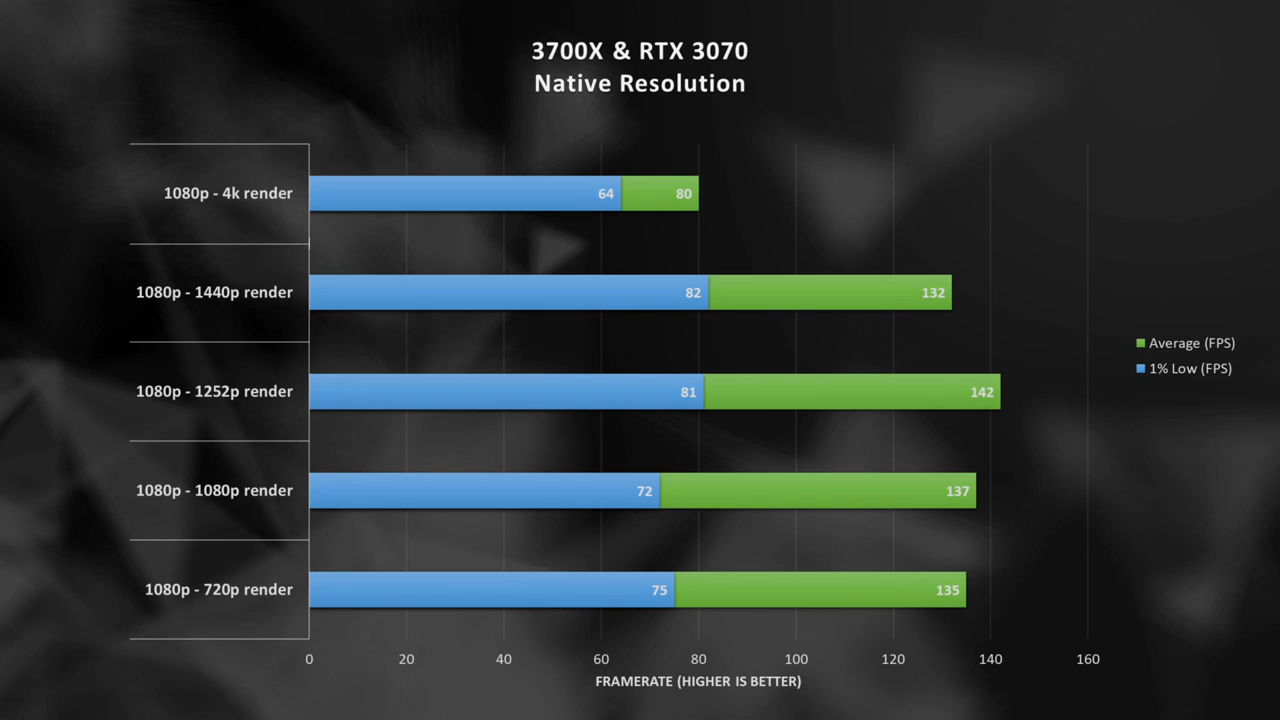 3700X & RTX 3070
Native Resolution
1080p - 4k render
64
80
1080p - 1440p render
82
132
1080p - 1252p render
81
142
1080p - 1080p render
72
137
1080p - 720p render
75
135
Average (FPS)
1% Low (FPS)
0 20 40 60 80 100 120 140 160
FRAMERATE (HIGHER IS BETTER)